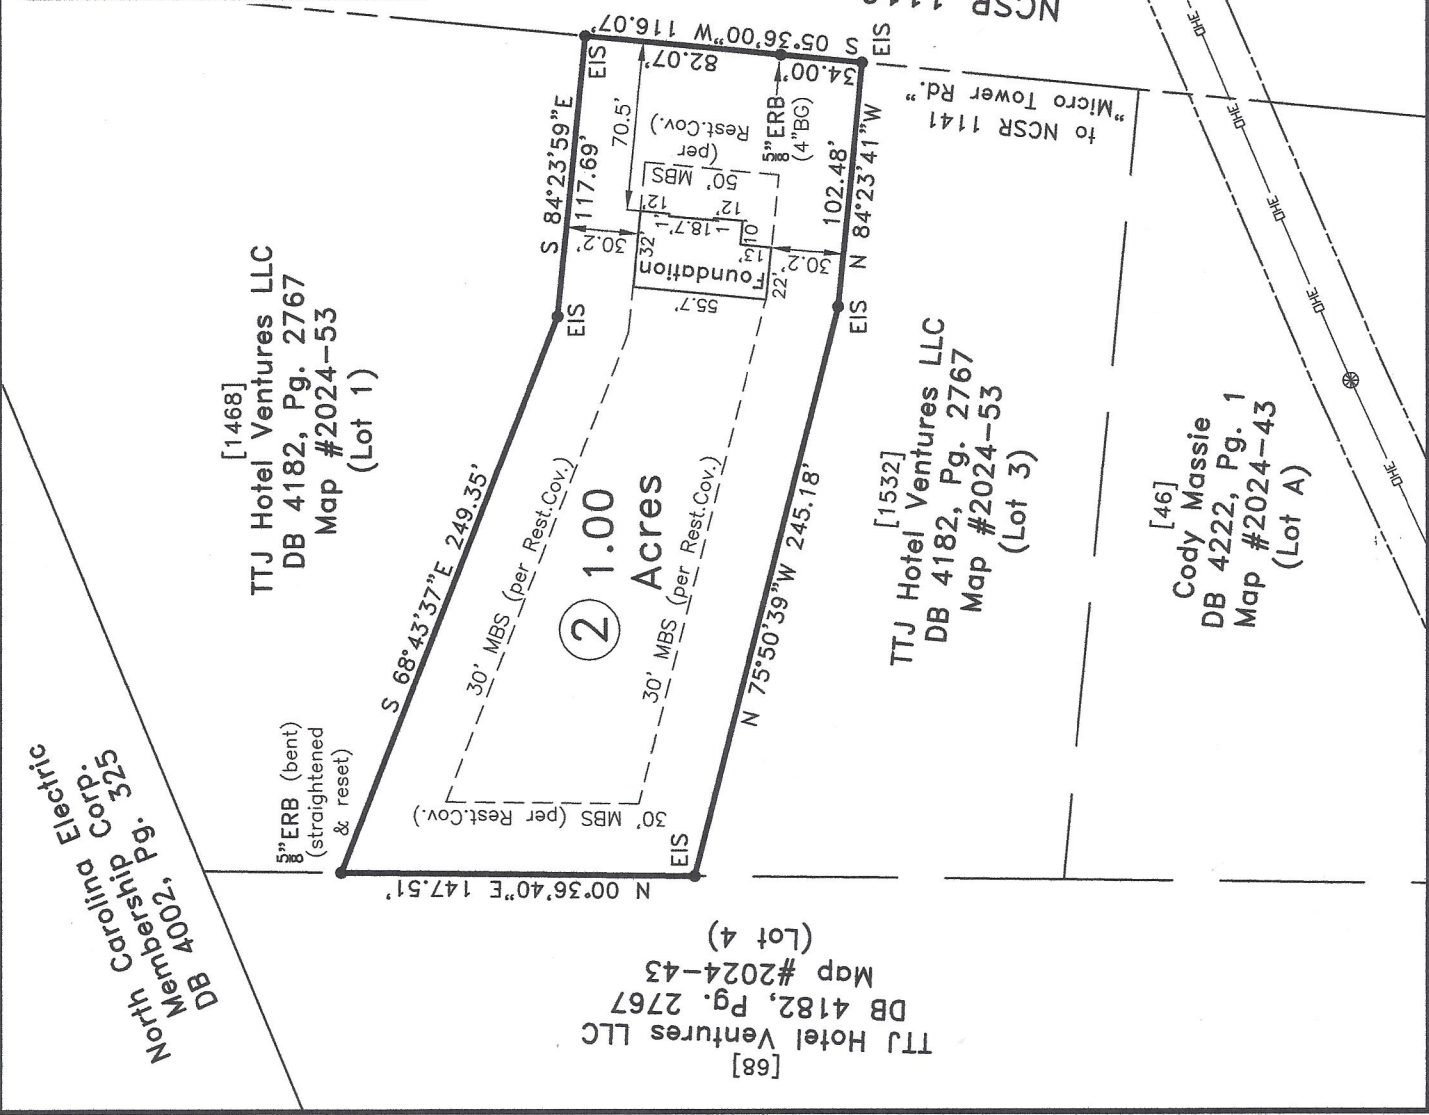 North Carolina Electric
Membership Corp.
DB 4002, Pg. 325
[1468]
TTJ Hotel Ventures LLC
DB 4182, Pg. 2767
Map #2024-53
(Lot 1)
5/8"ERB (bent)
(straightened
& reset)
S 68°43'37"E 249.35'
EIS
S 84°23'59"E
117.69'
EIS
S 05°36'00"W 116.07'
82.07'
34.00'
EIS
5/8"ERB
(4"BG)
N 84°23'41"W
102.48'
EIS
N 75°50'39"W 245.18'
EIS
N 00°36'40"E 147.51'
30' MBS (per Rest.Cov.)
30' MBS (per Rest.Cov.)
30' MBS (per Rest.Cov.)
50' MBS
(per
Rest.Cov.)
70.5'
30.2'
30.2'
Foundation
55.7'
32'
12'
1'
18.7'
1'
12'
10'
13'
22'
2
1.00
Acres
to NCSR 1141
"Micro Tower Rd."
[1532]
TTJ Hotel Ventures LLC
DB 4182, Pg. 2767
Map #2024-53
(Lot 3)
[46]
Cody Massie
DB 4222, Pg. 1
Map #2024-43
(Lot A)
[68]
TTJ Hotel Ventures LLC
DB 4182, Pg. 2767
Map #2024-43
(Lot 4)
OHE
OHE
OHE
OHE
OHE
NCSR